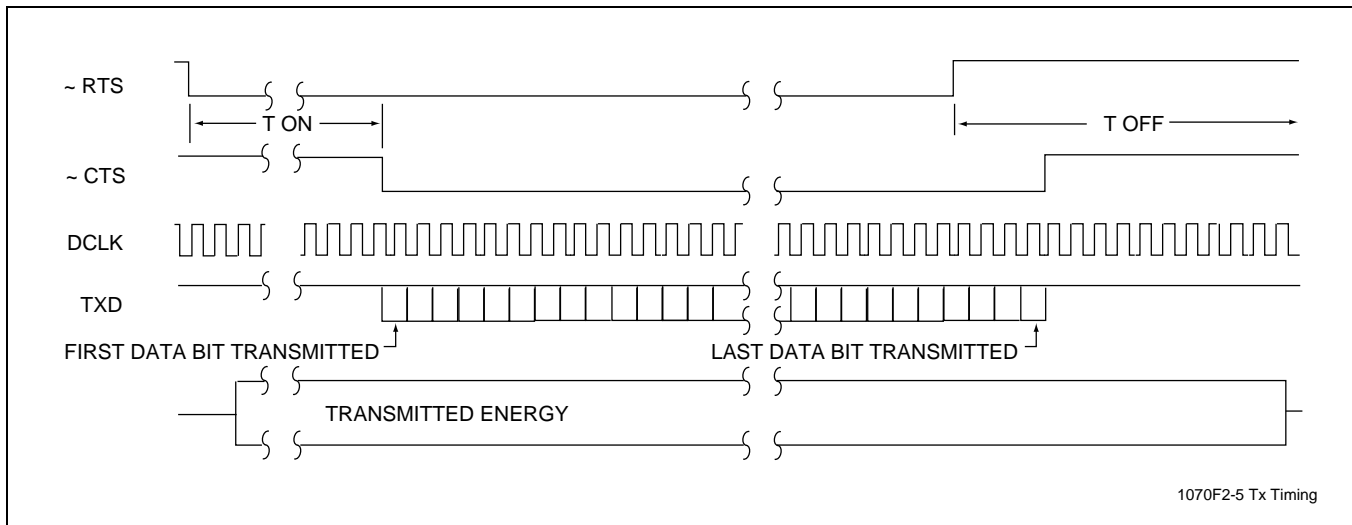 ~ RTS
T ON
T OFF
~ CTS
DCLK
TXD
FIRST DATA BIT TRANSMITTED
LAST DATA BIT TRANSMITTED
TRANSMITTED ENERGY
1070F2-5 Tx Timing